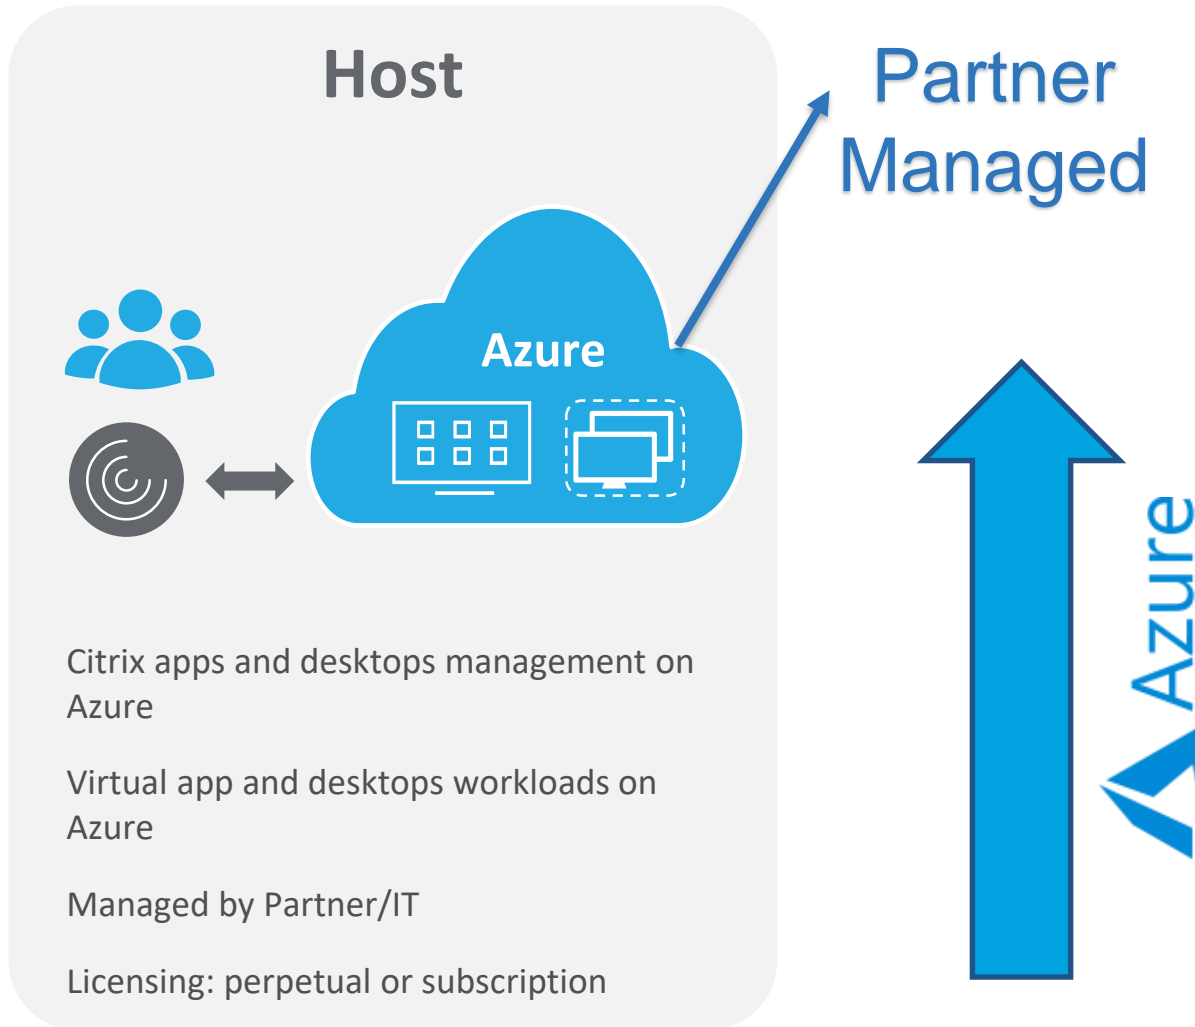 Host
Partner
Managed
Azure
Citrix apps and desktops management on
Azure
Virtual app and desktops workloads on
Azure
Managed by Partner/IT
Licensing: perpetual or subscription
Azure